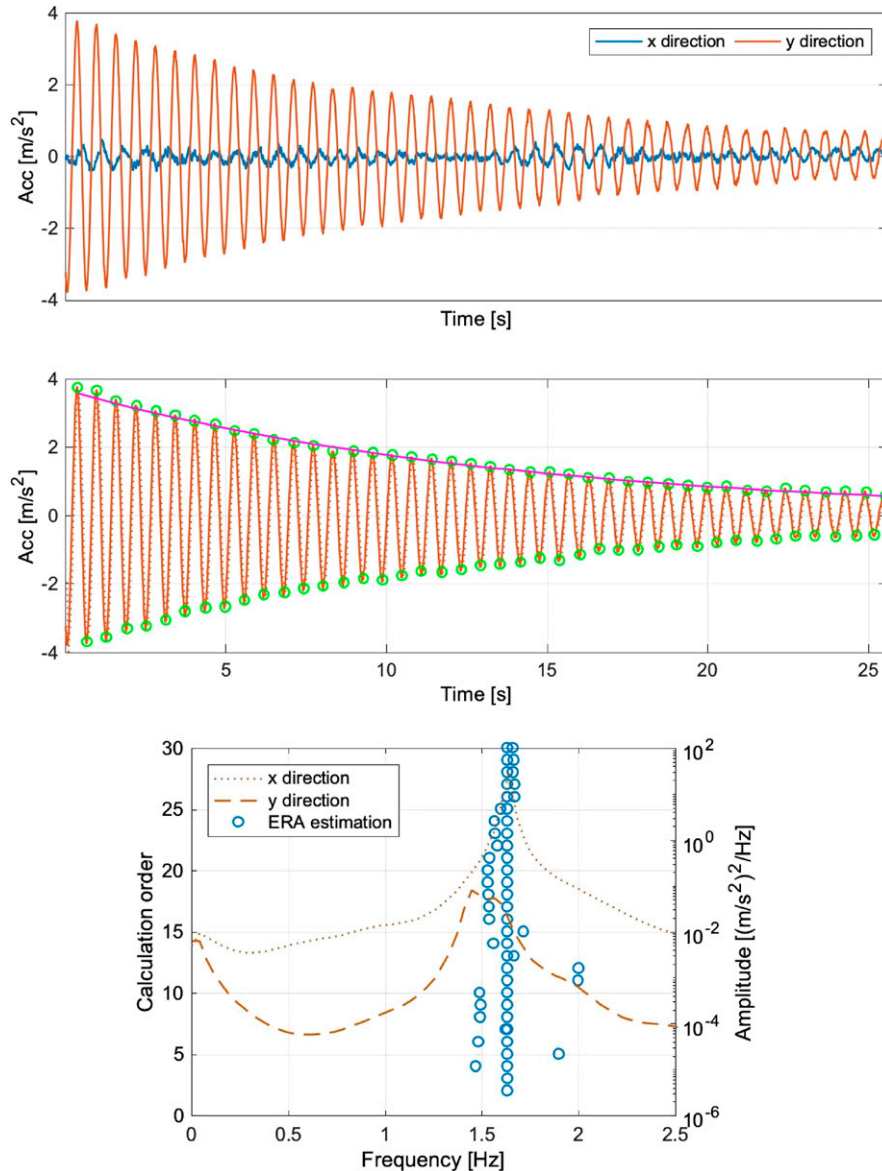 4
2
0
-2
-4
Acc [m/s²]
x direction
y direction
Time [s]
4
2
0
-2
-4
Acc [m/s²]
5
10
15
20
25
Time [s]
30
25
20
15
10
5
0
Calculation order
x direction
y direction
ERA estimation
10²
10⁰
10⁻²
10⁻⁴
10⁻⁶
Amplitude [(m/s²)²/Hz]
0
0.5
1
1.5
2
2.5
Frequency [Hz]